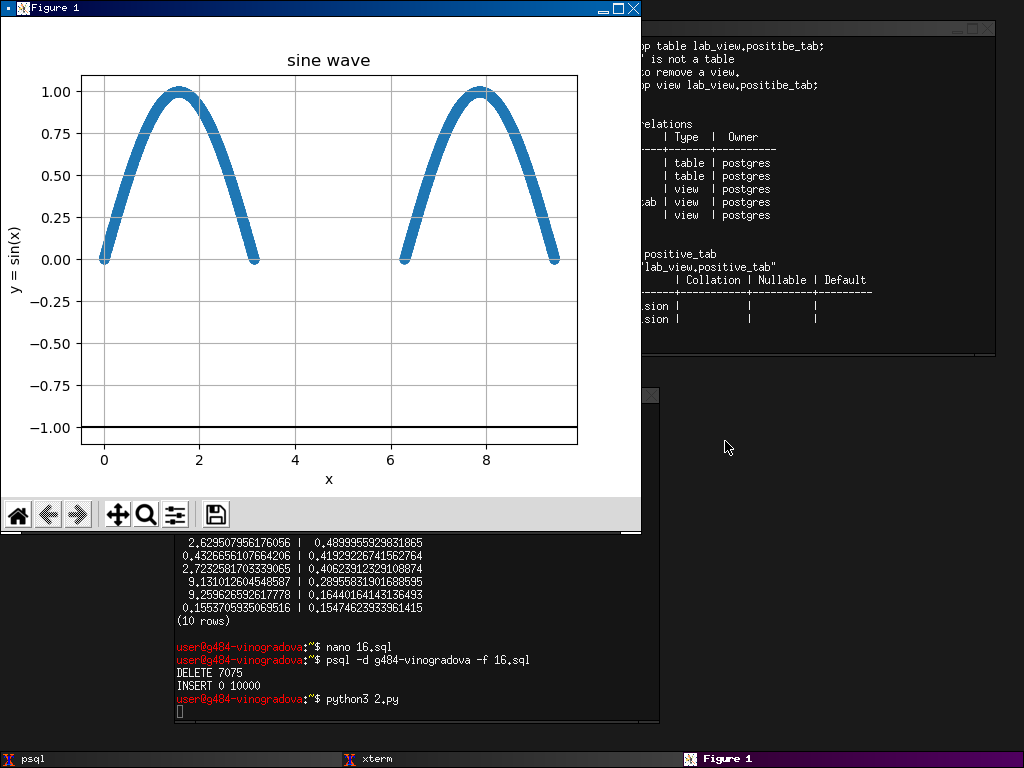 Figure 1
sine wave
1.00
0.75
0.50
0.25
0.00
−0.25
−0.50
−0.75
−1.00
y = sin(x)
0 2 4 6 8
x
table lab_view.positibe_tab;
' is not a table
to remove a view.
view lab_view.positibe_tab;
relations
| Type | Owner
----+-------+----------
| table | postgres
| table | postgres
| view | postgres
tab | view | postgres
| view | postgres
positive_tab
"lab_view.positive_tab"
| Collation | Nullable | Default
----+-----------+----------+---------
| | |
| | |
2.629507956176056 | 0.4899955929831865
0.4326656107664206 | 0.41929226741562764
2.7232581703339065 | 0.40623912329108874
9.131012604548587 | 0.28955831901688595
9.259626592617778 | 0.16440164143136493
0.1553705935069516 | 0.15474623933961415
(10 rows)
user@g484-vinogradova:~$ nano 16.sql
user@g484-vinogradova:~$ psql -d g484-vinogradova -f 16.sql
DELETE 7075
INSERT 0 10000
user@g484-vinogradova:~$ python3 2.py
psql xterm Figure 1